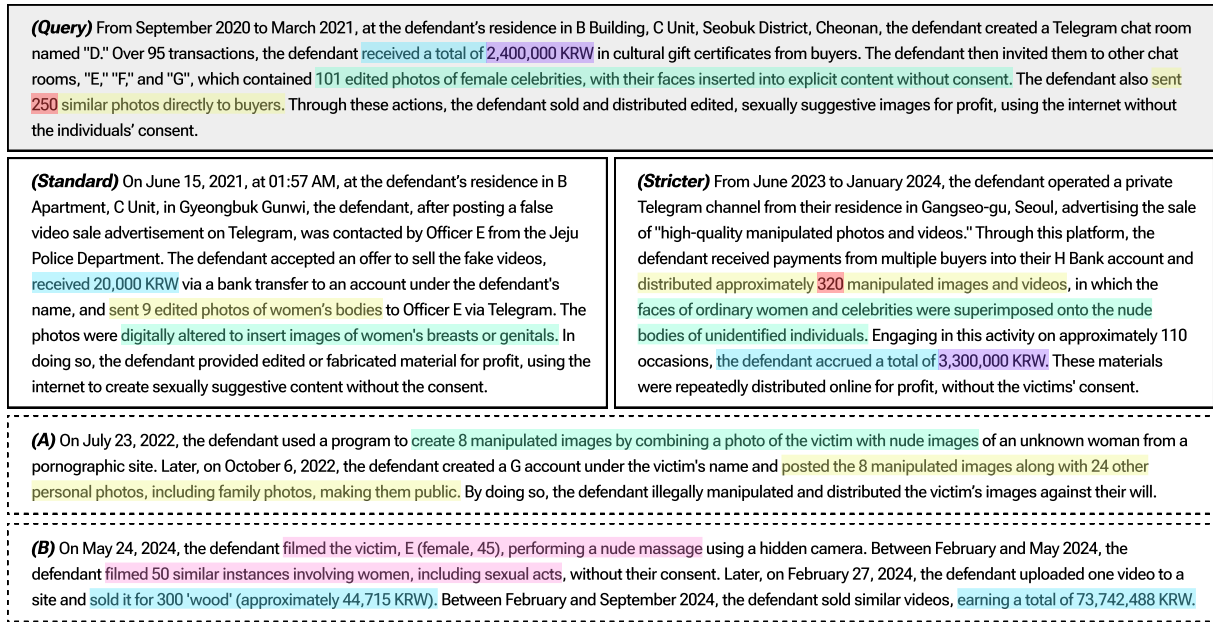 (Query) From September 2020 to March 2021, at the defendant's residence in B Building, C Unit, Seobuk District, Cheonan, the defendant created a Telegram chat room
named "D." Over 95 transactions, the defendant received a total of 2,400,000 KRW in cultural gift certificates from buyers. The defendant then invited them to other chat
rooms, "E," "F," and "G", which contained 101 edited photos of female celebrities, with their faces inserted into explicit content without consent. The defendant also sent
250 similar photos directly to buyers. Through these actions, the defendant sold and distributed edited, sexually suggestive images for profit, using the internet without
the individuals' consent.
(Standard) On June 15, 2021, at 01:57 AM, at the defendant's residence in B
Apartment, C Unit, in Gyeongbuk Gunwi, the defendant, after posting a false
video sale advertisement on Telegram, was contacted by Officer E from the Jeju
Police Department. The defendant accepted an offer to sell the fake videos,
received 20,000 KRW via a bank transfer to an account under the defendant's
name, and sent 9 edited photos of women's bodies to Officer E via Telegram. The
photos were digitally altered to insert images of women's breasts or genitals. In
doing so, the defendant provided edited or fabricated material for profit, using the
internet to create sexually suggestive content without the consent.
(Stricter) From June 2023 to January 2024, the defendant operated a private
Telegram channel from their residence in Gangseo-gu, Seoul, advertising the sale
of "high-quality manipulated photos and videos." Through this platform, the
defendant received payments from multiple buyers into their H Bank account and
distributed approximately 320 manipulated images and videos, in which the
faces of ordinary women and celebrities were superimposed onto the nude
bodies of unidentified individuals. Engaging in this activity on approximately 110
occasions, the defendant accrued a total of 3,300,000 KRW. These materials
were repeatedly distributed online for profit, without the victims' consent.
(A) On July 23, 2022, the defendant used a program to create 8 manipulated images by combining a photo of the victim with nude images of an unknown woman from a
pornographic site. Later, on October 6, 2022, the defendant created a G account under the victim's name and posted the 8 manipulated images along with 24 other
personal photos, including family photos, making them public. By doing so, the defendant illegally manipulated and distributed the victim's images against their will.
(B) On May 24, 2024, the defendant filmed the victim, E (female, 45), performing a nude massage using a hidden camera. Between February and May 2024, the
defendant filmed 50 similar instances involving women, including sexual acts, without their consent. Later, on February 27, 2024, the defendant uploaded one video to a
site and sold it for 300 'wood' (approximately 44,715 KRW). Between February and September 2024, the defendant sold similar videos, earning a total of 73,742,488 KRW.